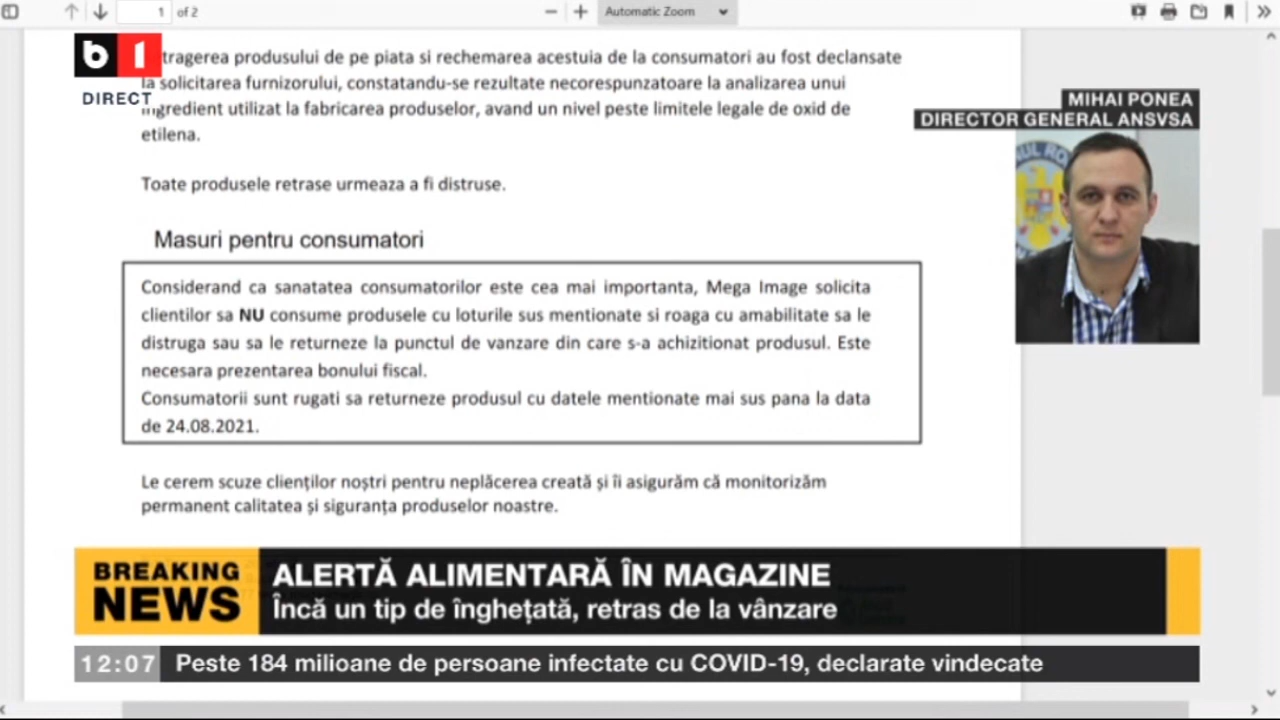 1 of 2
Automatic Zoom
tragerea produsului de pe piata si rechemarea acestuia de la consumatori au fost declansate
la solicitarea furnizorului, constatandu-se rezultate necorespunzatoare la analizarea unui
ingredient utilizat la fabricarea produselor, avand un nivel peste limitele legale de oxid de
etilena.
b1
DIRECT
MIHAI PONEA
DIRECTOR GENERAL ANSVSA
Toate produsele retrase urmeaza a fi distruse.
Masuri pentru consumatori
Considerand ca sanatatea consumatorilor este cea mai importanta, Mega Image solicita
clientilor sa NU consume produsele cu loturile sus mentionate si roaga cu amabilitate sa le
distruga sau sa le returneze la punctul de vanzare din care s-a achizitionat produsul. Este
necesara prezentarea bonului fiscal.
Consumatorii sunt rugati sa returneze produsul cu datele mentionate mai sus pana la data
de 24.08.2021.
Le cerem scuze clienților noștri pentru neplăcerea creată și îi asigurăm că monitorizăm
permanent calitatea și siguranța produselor noastre.
BREAKING
NEWS
ALERTĂ ALIMENTARĂ ÎN MAGAZINE
Încă un tip de înghețată, retras de la vânzare
12:07 Peste 184 milioane de persoane infectate cu COVID-19, declarate vindecate